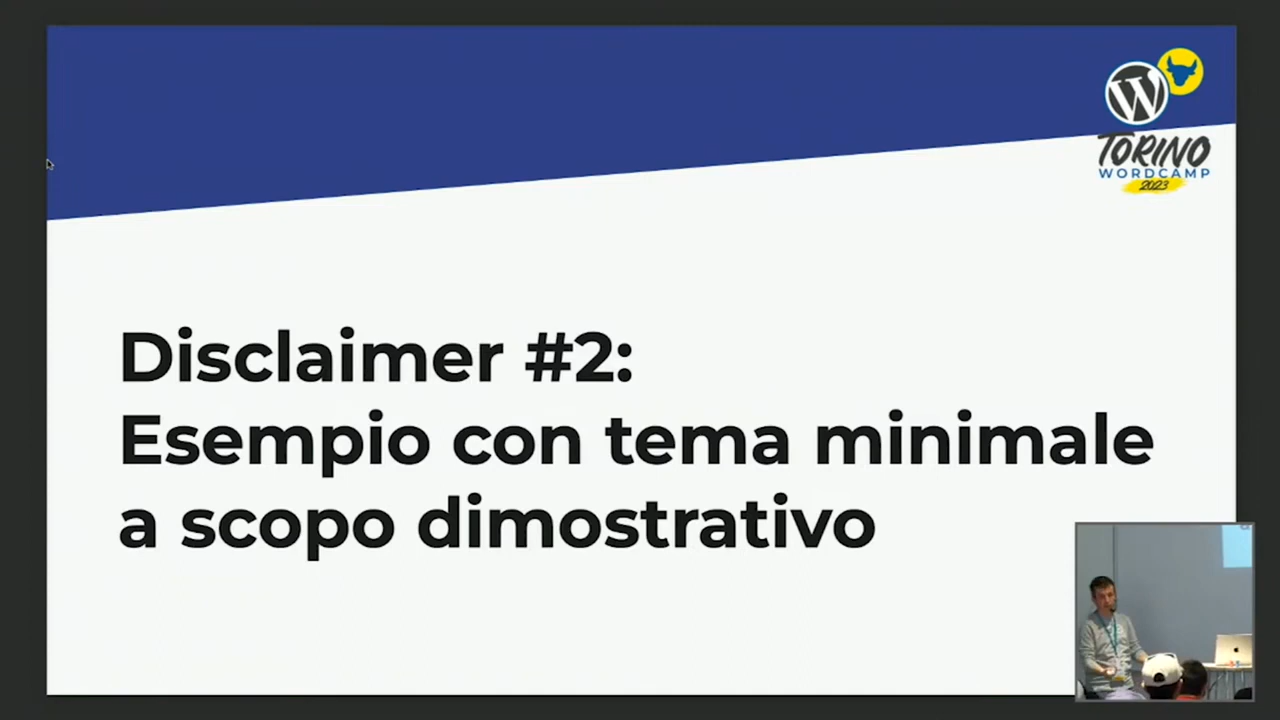 TORINO
WORDCAMP
2023
Disclaimer #2:
Esempio con tema minimale
a scopo dimostrativo